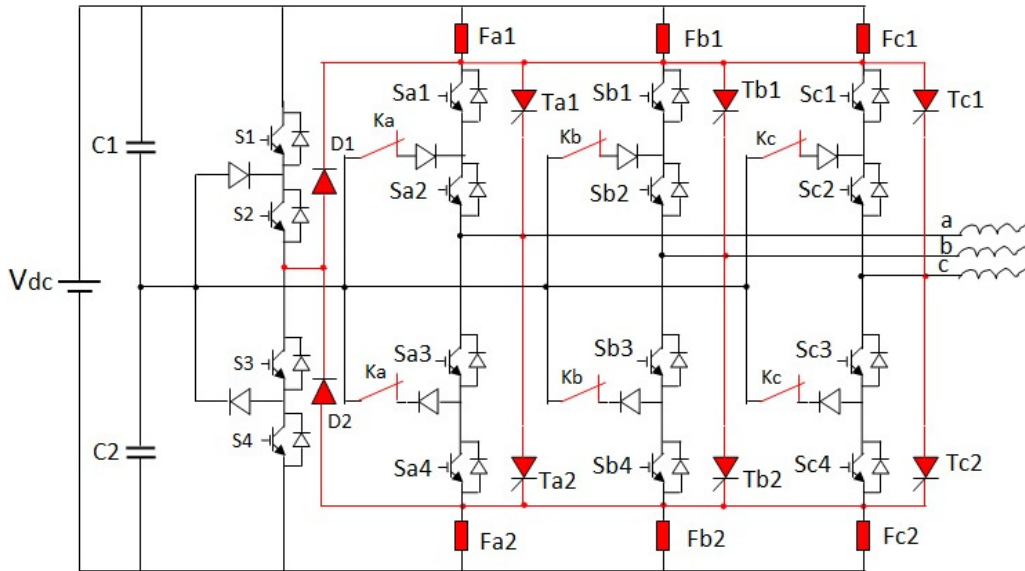 Fa1 Fb1 Fc1
Sa1 Ta1 Sb1 Tb1 Sc1 Tc1
C1 S1 D1 Ka Kb Kc
S2 Sa2 Sb2 Sc2
a
b
c
Vdc
S3 Sa3 Sb3 Sc3
Ka Kb Kc
D2
C2 S4 Sa4 Ta2 Sb4 Tb2 Sc4 Tc2
Fa2 Fb2 Fc2